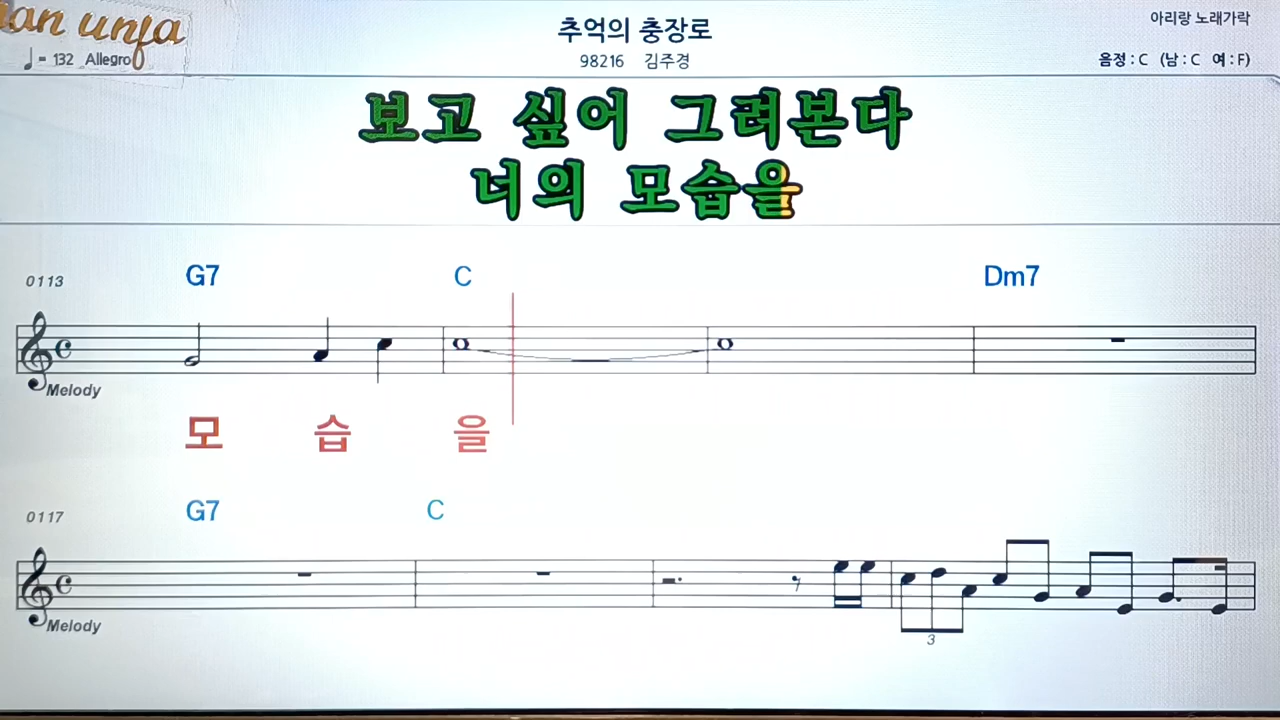 추억의 충장로
아리랑 노래가락
♩= 132 Allegro
98216 김주경
음정 : C (남 : C 여 : F)
보고 싶어 그려본다
너의 모습을
0113 G7 C Dm7
Melody
모 습 을
0117 G7 C
Melody
3